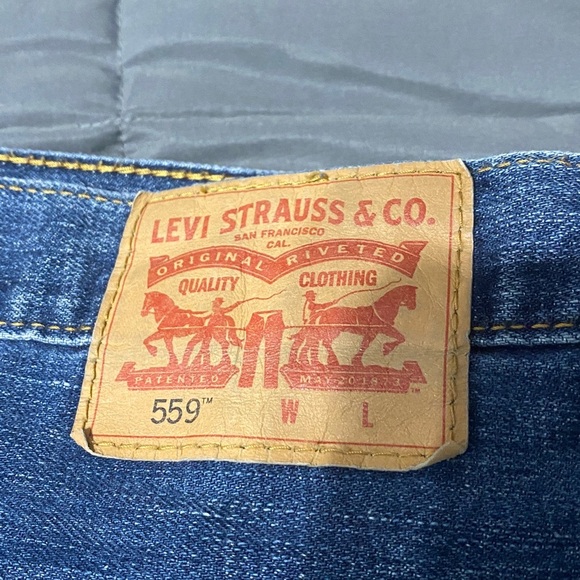 LEVI STRAUSS & CO.
SAN FRANCISCO
CAL.
ORIGINAL RIVETED
QUALITY CLOTHING
PATENTED MAY 20 1873
559™ W L